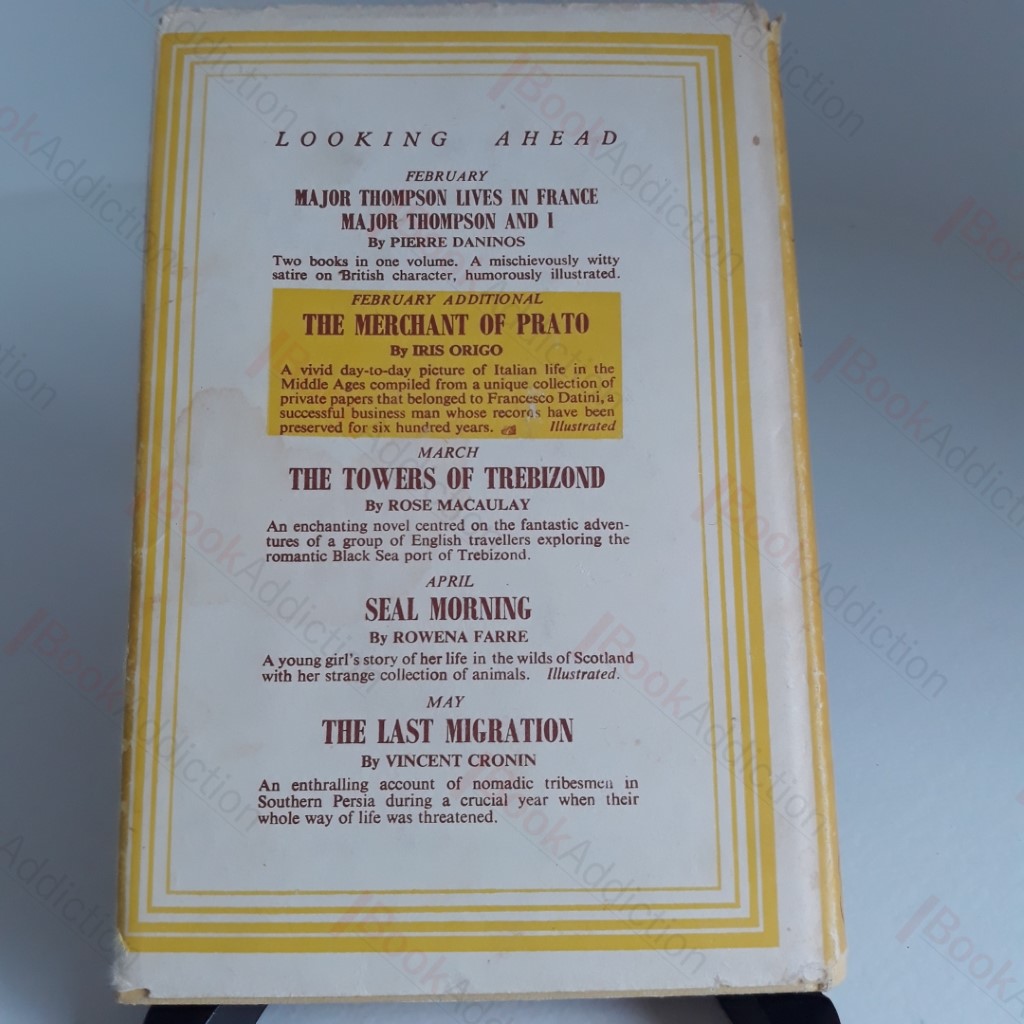 LOOKING AHEAD
FEBRUARY
MAJOR THOMPSON LIVES IN FRANCE
MAJOR THOMPSON AND I
By PIERRE DANINOS
Two books in one volume. A mischievously witty
satire on British character, humorously illustrated.
FEBRUARY ADDITIONAL
THE MERCHANT OF PRATO
By IRIS ORIGO
A vivid day-to-day picture of Italian life in the
Middle Ages compiled from a unique collection of
private papers that belonged to Francesco Datini, a
successful business man whose records have been
preserved for six hundred years. Illustrated
MARCH
THE TOWERS OF TREBIZOND
By ROSE MACAULAY
An enchanting novel centred on the fantastic adven-
tures of a group of English travellers exploring the
romantic Black Sea port of Trebizond.
APRIL
SEAL MORNING
By ROWENA FARRE
A young girl's story of her life in the wilds of Scotland
with her strange collection of animals. Illustrated.
MAY
THE LAST MIGRATION
By VINCENT CRONIN
An enthralling account of nomadic tribesmen in
Southern Persia during a crucial year when their
whole way of life was threatened.
BookAddiction